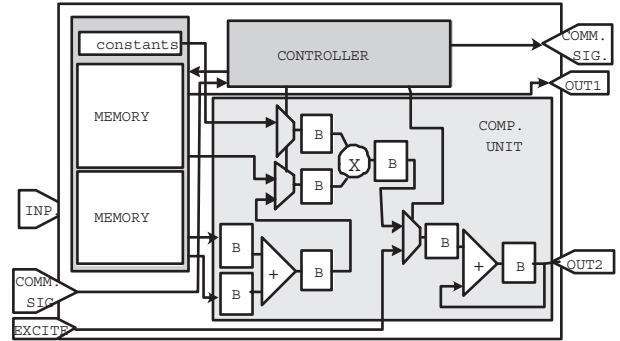 constants
CONTROLLER
COMM.
SIG.
OUT1
MEMORY
COMP.
UNIT
B
X
B
B
MEMORY
INP.
B
B
+
B
B
+
B
OUT2
COMM.
SIG
B
EXCITE